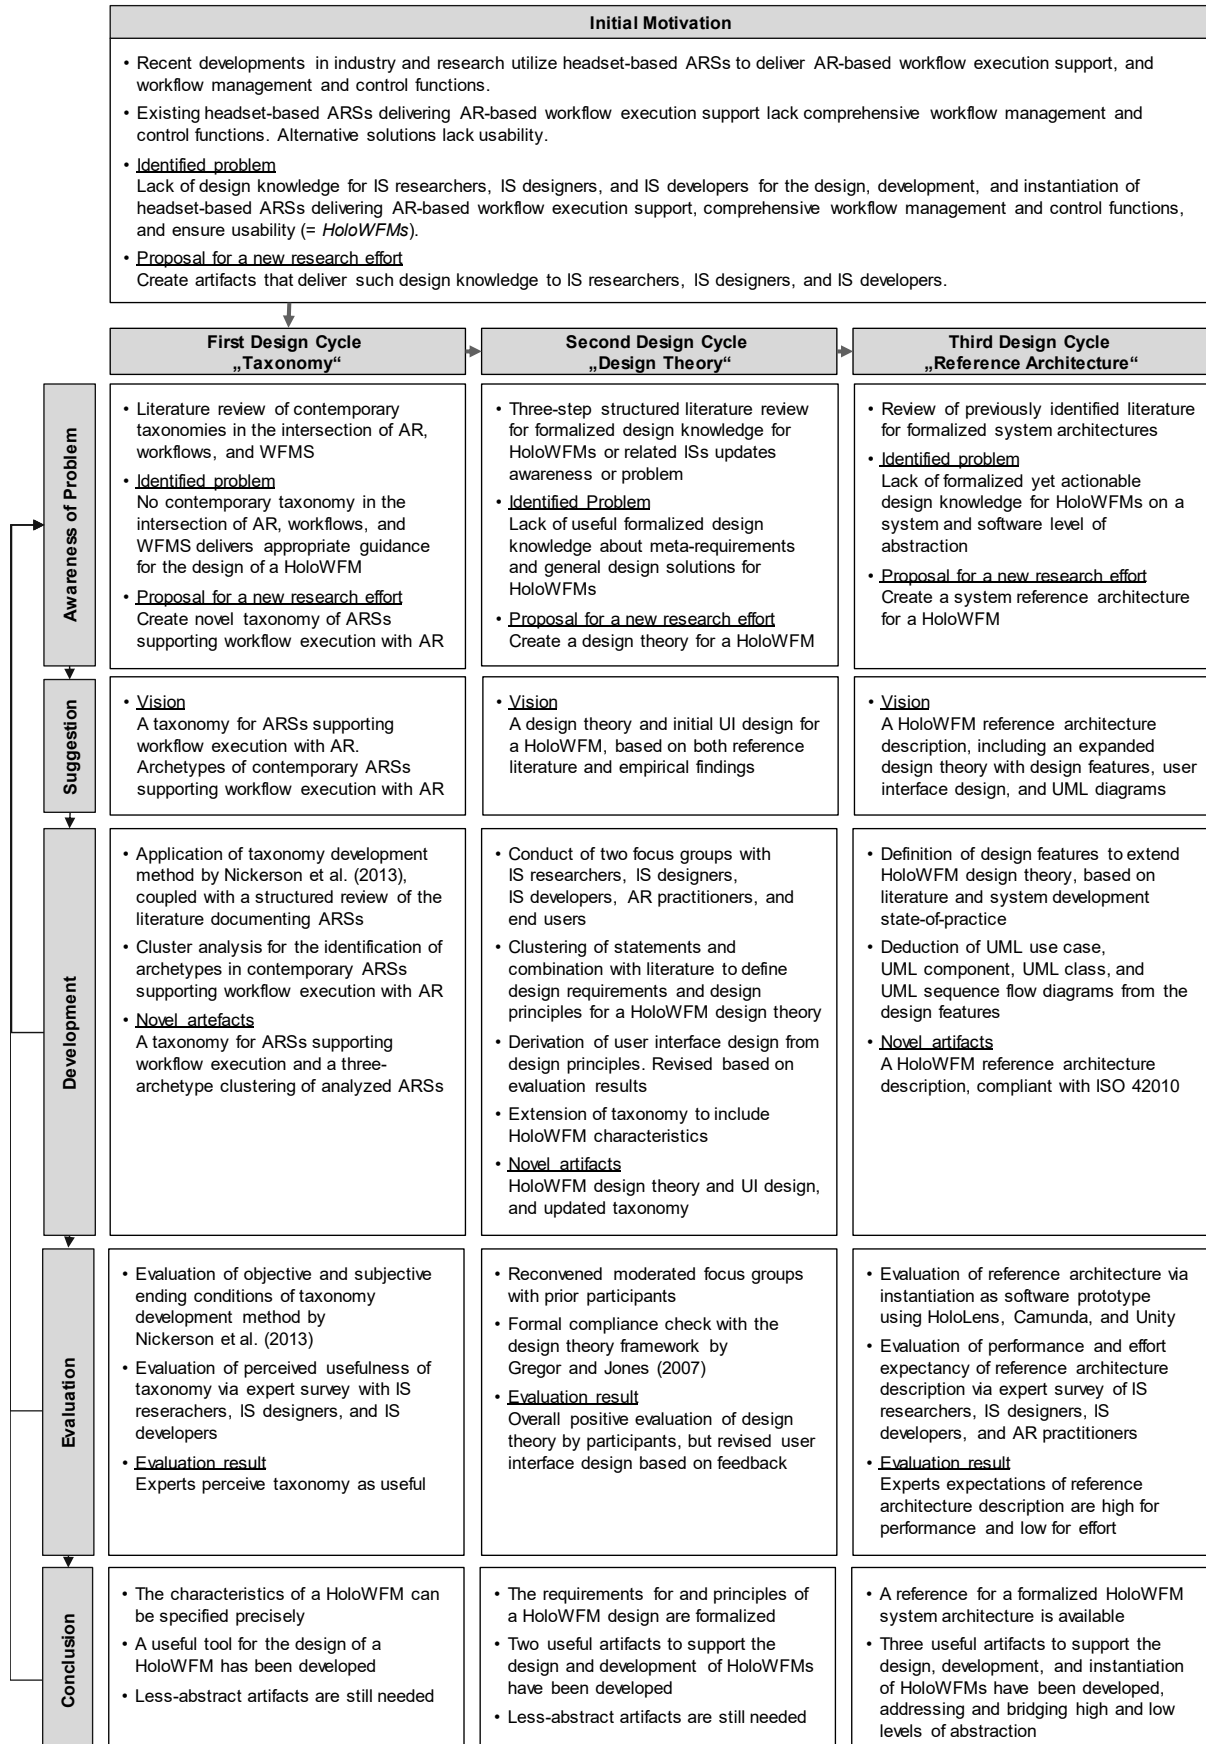 Initial Motivation
• Recent developments in industry and research utilize headset-based ARSs to deliver AR-based workflow execution support, and
workflow management and control functions.
• Existing headset-based ARSs delivering AR-based workflow execution support lack comprehensive workflow management and
control functions. Alternative solutions lack usability.
• Identified problem
Lack of design knowledge for IS researchers, IS designers, and IS developers for the design, development, and instantiation of
headset-based ARSs delivering AR-based workflow execution support, comprehensive workflow management and control functions,
and ensure usability (= HoloWFMs).
• Proposal for a new research effort
Create artifacts that deliver such design knowledge to IS researchers, IS designers, and IS developers.
First Design Cycle
„Taxonomy“
Second Design Cycle
„Design Theory“
Third Design Cycle
„Reference Architecture“
Awareness of Problem
• Literature review of contemporary
taxonomies in the intersection of AR,
workflows, and WFMS
• Identified problem
No contemporary taxonomy in the
intersection of AR, workflows, and
WFMS delivers appropriate guidance
for the design of a HoloWFM
• Proposal for a new research effort
Create novel taxonomy of ARSs
supporting workflow execution with AR
• Three-step structured literature review
for formalized design knowledge for
HoloWFMs or related ISs updates
awareness or problem
• Identified Problem
Lack of useful formalized design
knowledge about meta-requirements
and general design solutions for
HoloWFMs
• Proposal for a new research effort
Create a design theory for a HoloWFM
• Review of previously identified literature
for formalized system architectures
• Identified problem
Lack of formalized yet actionable
design knowledge for HoloWFMs on a
system and software level of
abstraction
• Proposal for a new research effort
Create a system reference architecture
for a HoloWFM
Suggestion
• Vision
A taxonomy for ARSs supporting
workflow execution with AR.
Archetypes of contemporary ARSs
supporting workflow execution with AR
• Vision
A design theory and initial UI design for
a HoloWFM, based on both reference
literature and empirical findings
• Vision
A HoloWFM reference architecture
description, including an expanded
design theory with design features, user
interface design, and UML diagrams
Development
• Application of taxonomy development
method by Nickerson et al. (2013),
coupled with a structured review of the
literature documenting ARSs
• Cluster analysis for the identification of
archetypes in contemporary ARSs
supporting workflow execution with AR
• Novel artefacts
A taxonomy for ARSs supporting
workflow execution and a three-
archetype clustering of analyzed ARSs
• Conduct of two focus groups with
IS researchers, IS designers,
IS developers, AR practitioners, and
end users
• Clustering of statements and
combination with literature to define
design requirements and design
principles for a HoloWFM design theory
• Derivation of user interface design from
design principles. Revised based on
evaluation results
• Extension of taxonomy to include
HoloWFM characteristics
• Novel artifacts
HoloWFM design theory and UI design,
and updated taxonomy
• Definition of design features to extend
HoloWFM design theory, based on
literature and system development
state-of-practice
• Deduction of UML use case,
UML component, UML class, and
UML sequence flow diagrams from the
design features
• Novel artifacts
A HoloWFM reference architecture
description, compliant with ISO 42010
Evaluation
• Evaluation of objective and subjective
ending conditions of taxonomy
development method by
Nickerson et al. (2013)
• Evaluation of perceived usefulness of
taxonomy via expert survey with IS
reserachers, IS designers, and IS
developers
• Evaluation result
Experts perceive taxonomy as useful
• Reconvened moderated focus groups
with prior participants
• Formal compliance check with the
design theory framework by
Gregor and Jones (2007)
• Evaluation result
Overall positive evaluation of design
theory by participants, but revised user
interface design based on feedback
• Evaluation of reference architecture via
instantiation as software prototype
using HoloLens, Camunda, and Unity
• Evaluation of performance and effort
expectancy of reference architecture
description via expert survey of IS
researchers, IS designers, IS
developers, and AR practitioners
• Evaluation result
Experts expectations of reference
architecture description are high for
performance and low for effort
Conclusion
• The characteristics of a HoloWFM can
be specified precisely
• A useful tool for the design of a
HoloWFM has been developed
• Less-abstract artifacts are still needed
• The requirements for and principles of
a HoloWFM design are formalized
• Two useful artifacts to support the
design and development of HoloWFMs
have been developed
• Less-abstract artifacts are still needed
• A reference for a formalized HoloWFM
system architecture is available
• Three useful artifacts to support the
design, development, and instantiation
of HoloWFMs have been developed,
addressing and bridging high and low
levels of abstraction